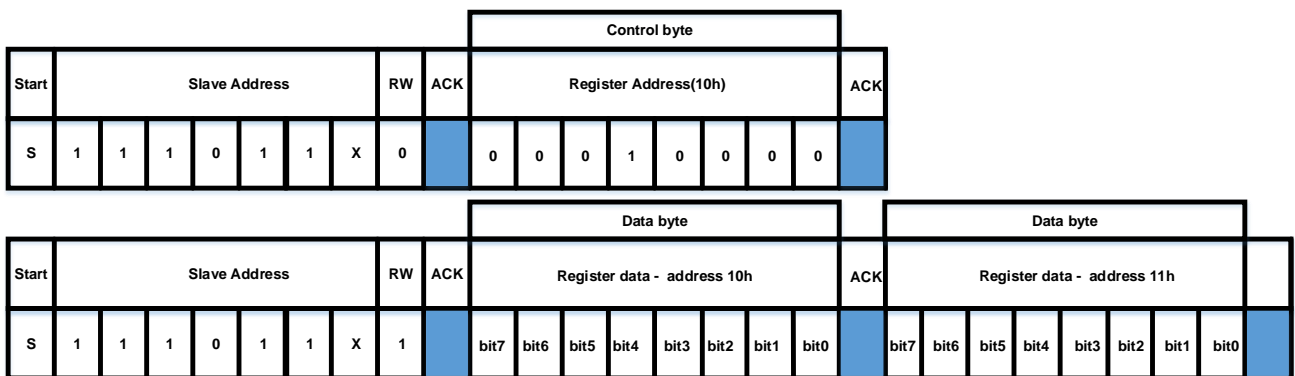 Control byte
Start Slave Address RW ACK Register Address(10h) ACK
S 1 1 1 0 1 1 X 0 0 0 0 1 0 0 0 0
Data byte Data byte
Start Slave Address RW ACK Register data - address 10h ACK Register data - address 11h
S 1 1 1 0 1 1 X 1 bit7 bit6 bit5 bit4 bit3 bit2 bit1 bit0 bit7 bit6 bit5 bit4 bit3 bit2 bit1 bit0